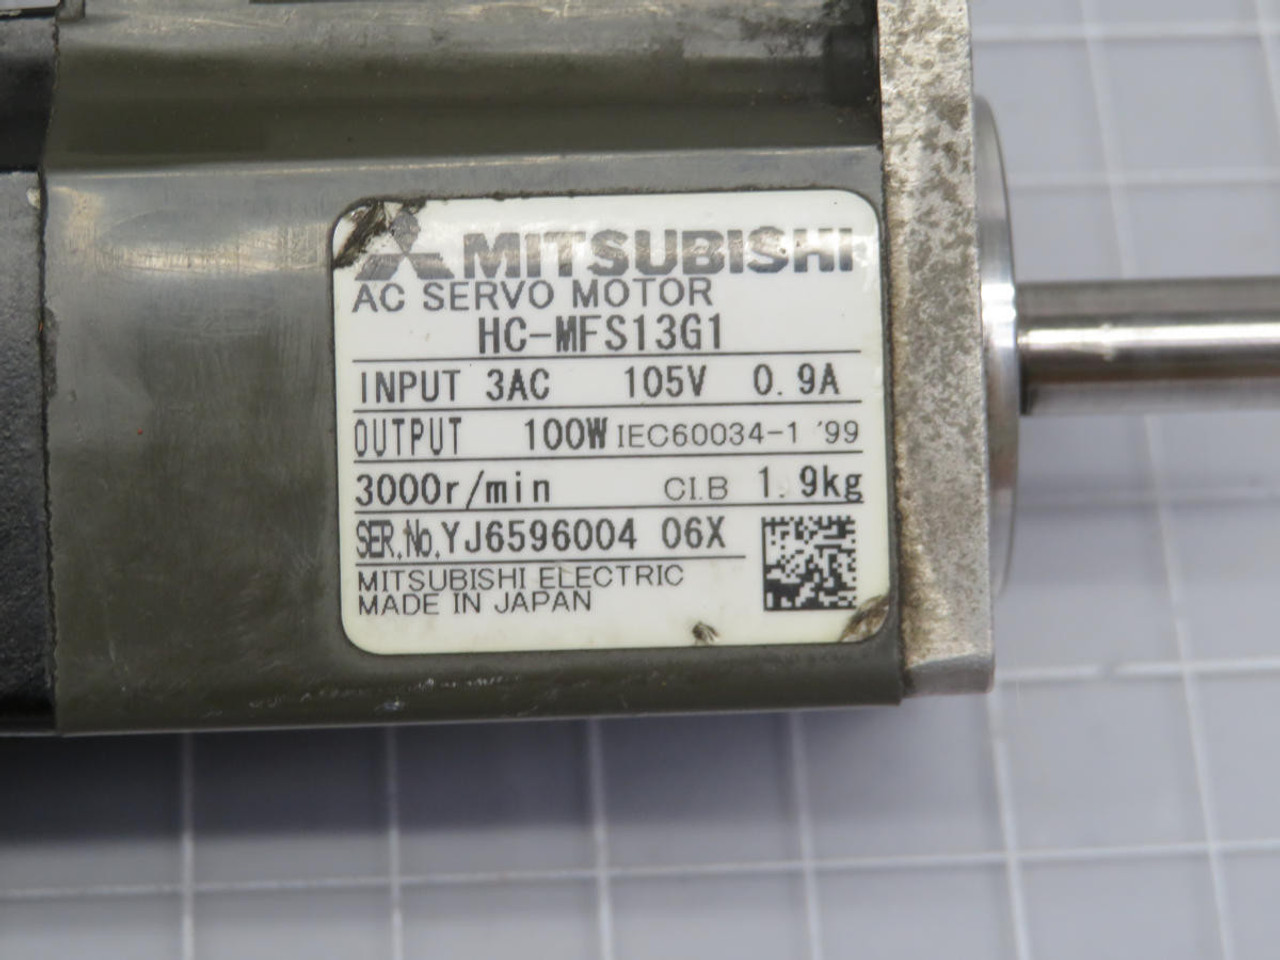 MITSUBISHI
AC SERVO MOTOR
HC-MFS13G1
INPUT 3AC 105V 0.9A
OUTPUT 100W IEC60034-1 '99
3000r/min CI.B 1.9kg
SER.No.YJ6596004 06X
MITSUBISHI ELECTRIC
MADE IN JAPAN